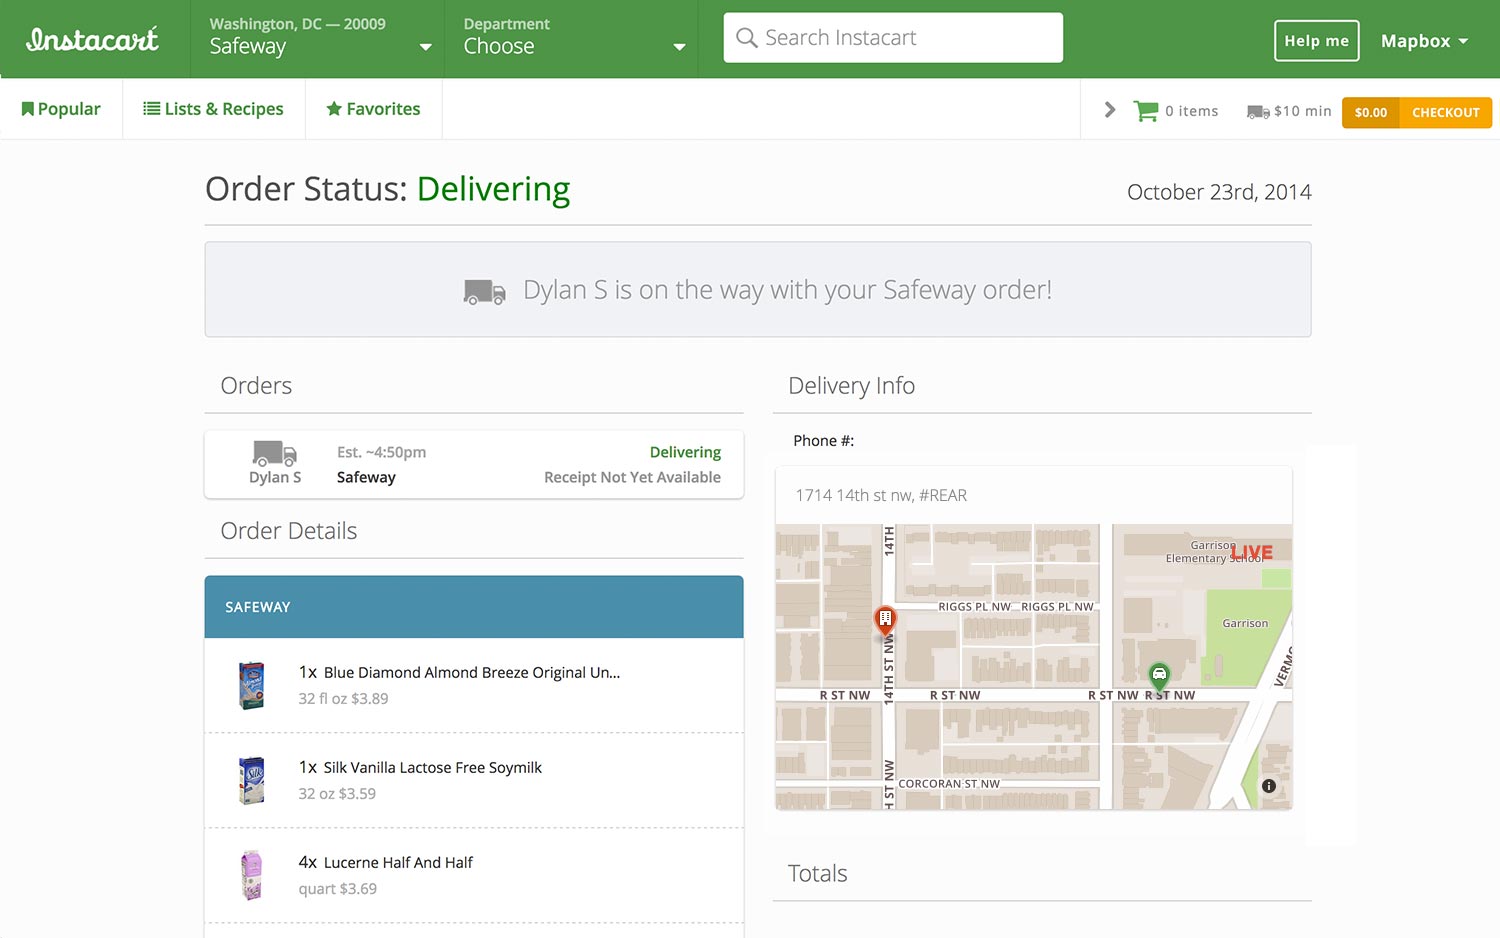 Instacart
Washington, DC — 20009
Safeway
Department
Choose
Search Instacart
Help me
Mapbox
Popular
Lists & Recipes
Favorites
0 items
$10 min
$0.00
CHECKOUT
Order Status: Delivering
October 23rd, 2014
Dylan S is on the way with your Safeway order!
Orders
Est. ~4:50pm
Delivering
Dylan S
Safeway
Receipt Not Yet Available
Order Details
SAFEWAY
1x Blue Diamond Almond Breeze Original Un...
32 fl oz $3.89
1x Silk Vanilla Lactose Free Soymilk
32 oz $3.59
4x Lucerne Half And Half
quart $3.69
Delivery Info
Phone #:
1714 14th st nw, #REAR
14TH
Garrison
Elementary School
LIVE
RIGGS PL NW
RIGGS PL NW
Garrison
14TH ST NW
VERM
R ST NW
R ST NW
R ST NW
R ST NW
H ST NW
CORCORAN ST NW
Totals